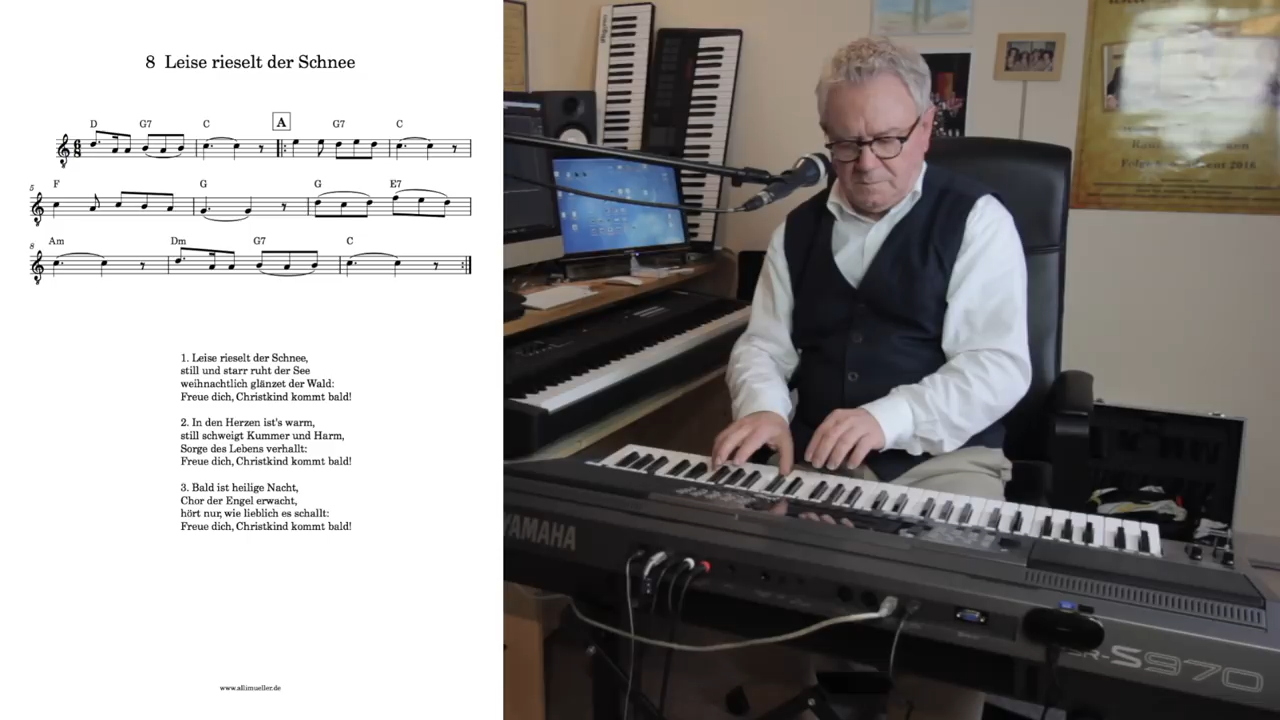 8 Leise rieselt der Schnee
D G7 C A G7 C
6
8
5
F G G E7
8
Am Dm G7 C
1. Leise rieselt der Schnee,
still und starr ruht der See
weihnachtlich glänzet der Wald:
Freue dich, Christkind kommt bald!
2. In den Herzen ist's warm,
still schweigt Kummer und Harm,
Sorge des Lebens verhallt:
Freue dich, Christkind kommt bald!
3. Bald ist heilige Nacht,
Chor der Engel erwacht,
hört nur, wie lieblich es schallt:
Freue dich, Christkind kommt bald!
www.allimueller.de
YAMAHA
S970